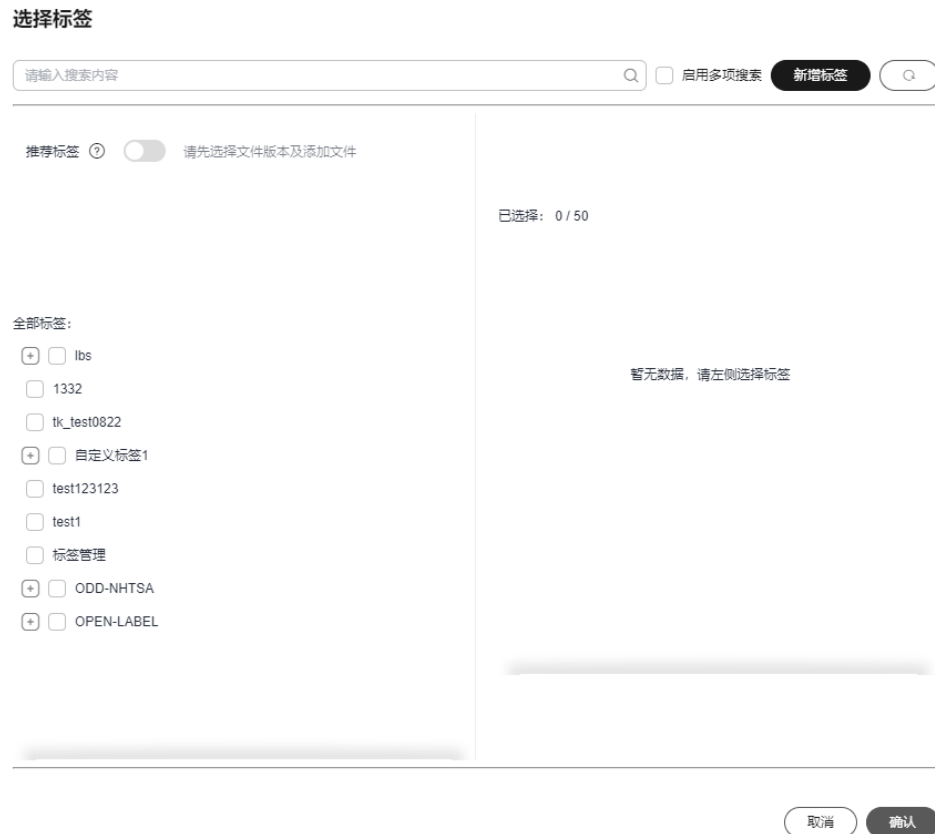 选择标签
请输入搜索内容 启用多项搜索 新增标签
推荐标签 ? 请先选择文件版本及添加文件
已选择： 0 / 50
全部标签：
lbs
1332
暂无数据，请左侧选择标签
tk_test0822
自定义标签1
test123123
test1
标签管理
ODD-NHTSA
OPEN-LABEL
取消 确认